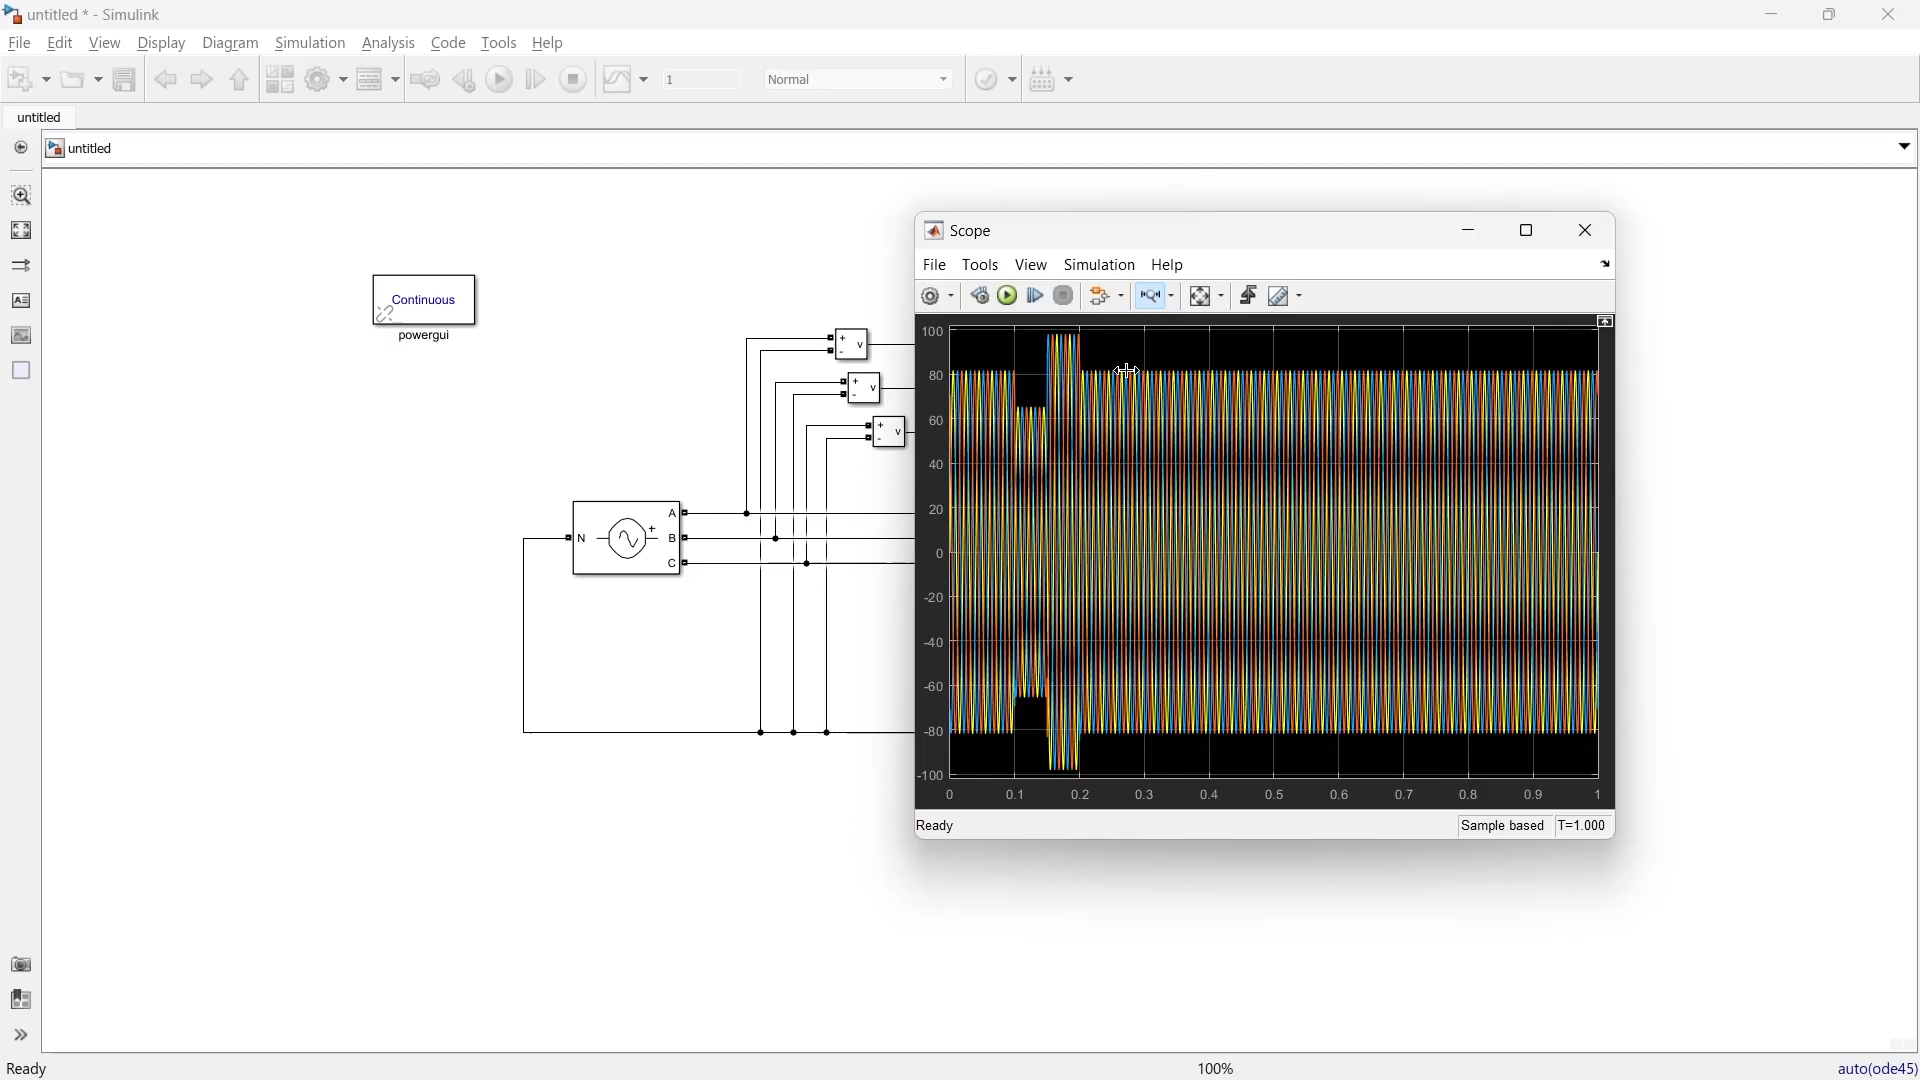 untitled * - Simulink
File Edit View Display Diagram Simulation Analysis Code Tools Help
1 Normal
untitled
untitled
Continuous
powergui
+
-
v
+
-
v
+
-
v
N
+
A
B
C
Scope
File Tools View Simulation Help
100
80
60
40
20
0
-20
-40
-60
-80
-100
0 0.1 0.2 0.3 0.4 0.5 0.6 0.7 0.8 0.9 1
Ready Sample based T=1.000
Ready 100% auto(ode45)